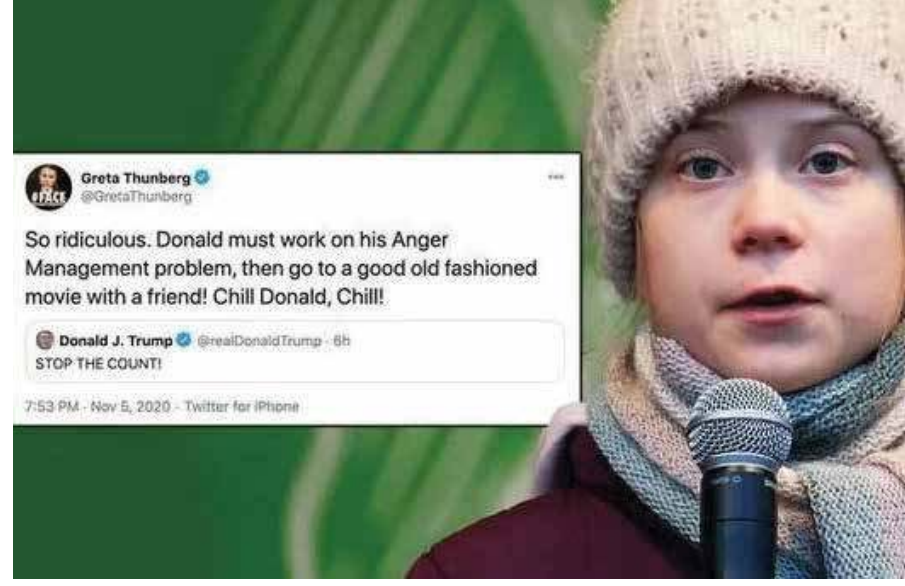 Greta Thunberg
@GretaThunberg
So ridiculous. Donald must work on his Anger
Management problem, then go to a good old fashioned
movie with a friend! Chill Donald, Chill!
Donald J. Trump @realDonaldTrump · 6h
STOP THE COUNT!
7:53 PM · Nov 5, 2020 · Twitter for iPhone